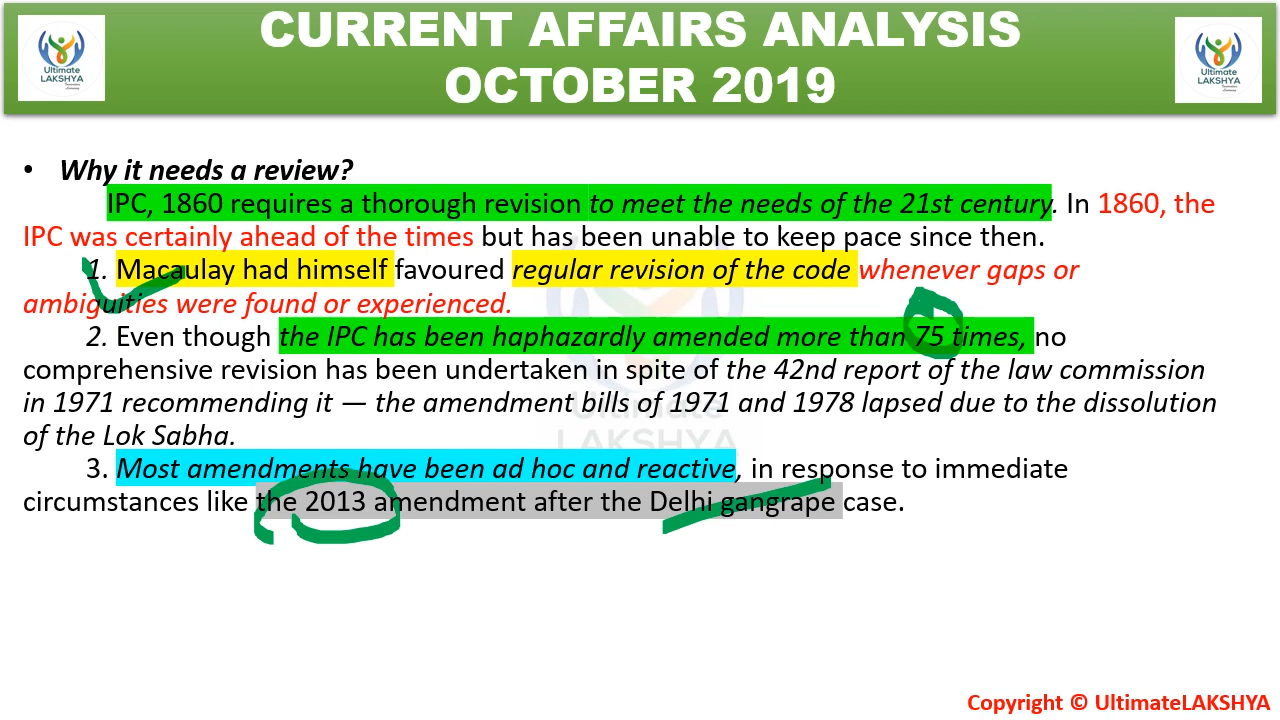 CURRENT AFFAIRS ANALYSIS
OCTOBER 2019
Ultimate
LAKSHYA
Ultimate
LAKSHYA
• Why it needs a review?
IPC, 1860 requires a thorough revision to meet the needs of the 21st century. In 1860, the
IPC was certainly ahead of the times but has been unable to keep pace since then.
1. Macaulay had himself favoured regular revision of the code whenever gaps or
ambiguities were found or experienced.
2. Even though the IPC has been haphazardly amended more than 75 times, no
comprehensive revision has been undertaken in spite of the 42nd report of the law commission
in 1971 recommending it — the amendment bills of 1971 and 1978 lapsed due to the dissolution
of the Lok Sabha.
3. Most amendments have been ad hoc and reactive, in response to immediate
circumstances like the 2013 amendment after the Delhi gangrape case.
Ultimate
LAKSHYA
Copyright © UltimateLAKSHYA